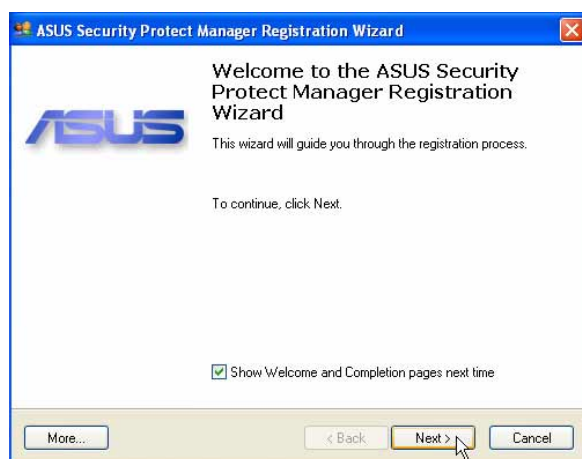 ASUS Security Protect Manager Registration Wizard
ASUS
Welcome to the ASUS Security
Protect Manager Registration
Wizard
This wizard will guide you through the registration process.
To continue, click Next.
Show Welcome and Completion pages next time
More...
< Back
Next >
Cancel